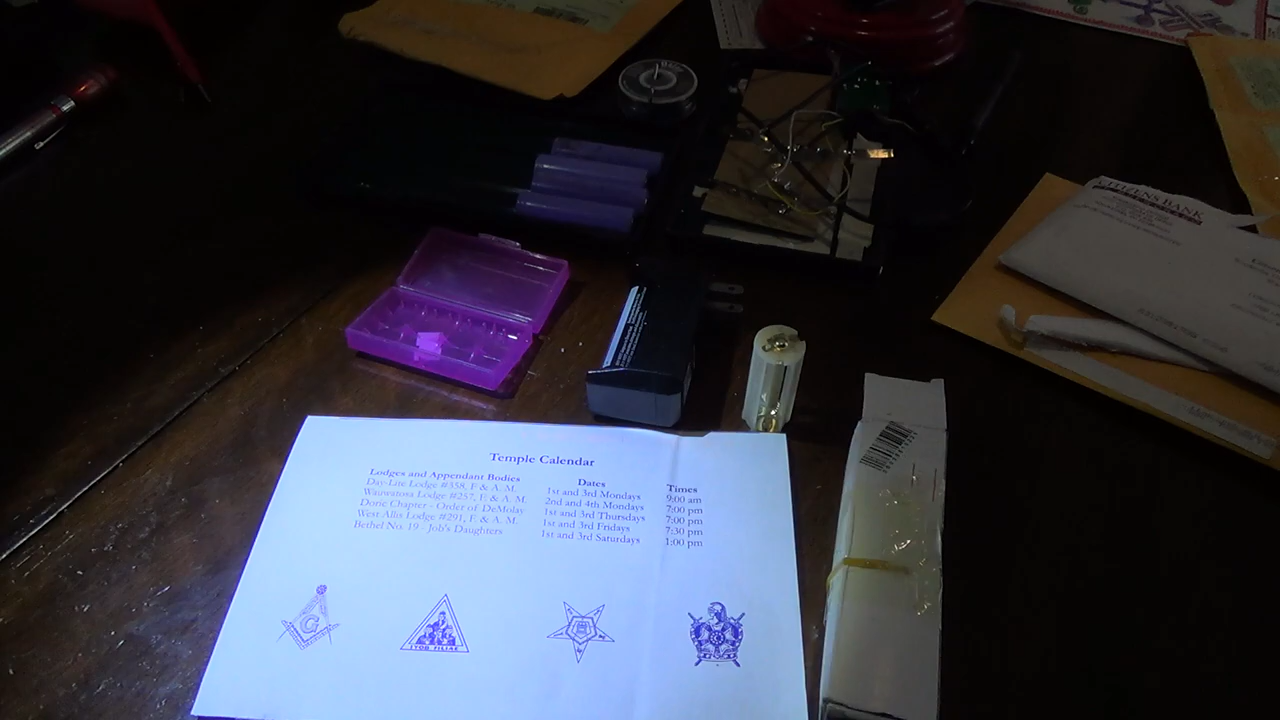 CITIZENS BANK
Temple Calendar
Lodges and Appendant Bodies Dates Times
Day-Lite Lodge #358, F. & A. M. 1st and 3rd Mondays 9:00 am
Wauwatosa Lodge #257, F. & A. M. 2nd and 4th Mondays 7:00 pm
Doric Chapter - Order of DeMolay 1st and 3rd Thursdays 7:00 pm
West Allis Lodge #291, F. & A. M. 1st and 3rd Fridays 7:30 pm
Bethel No. 19 - Job's Daughters 1st and 3rd Saturdays 1:00 pm
G
IYOB FILIAE